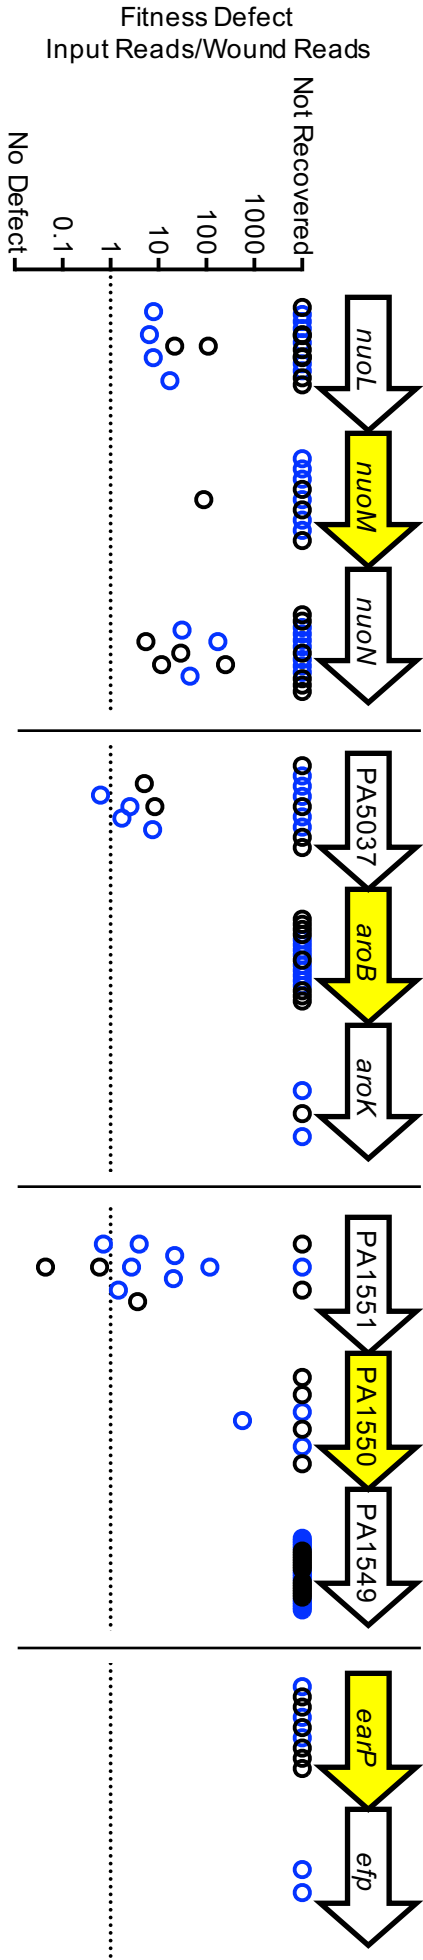 Fitness Defect
Input Reads/Wound Reads
Not Recovered
1000
100
10
1
0.1
No Defect
nuoL
nuoM
nuoN
PA5037
aroB
aroK
PA1551
PA1550
PA1549
earP
efp